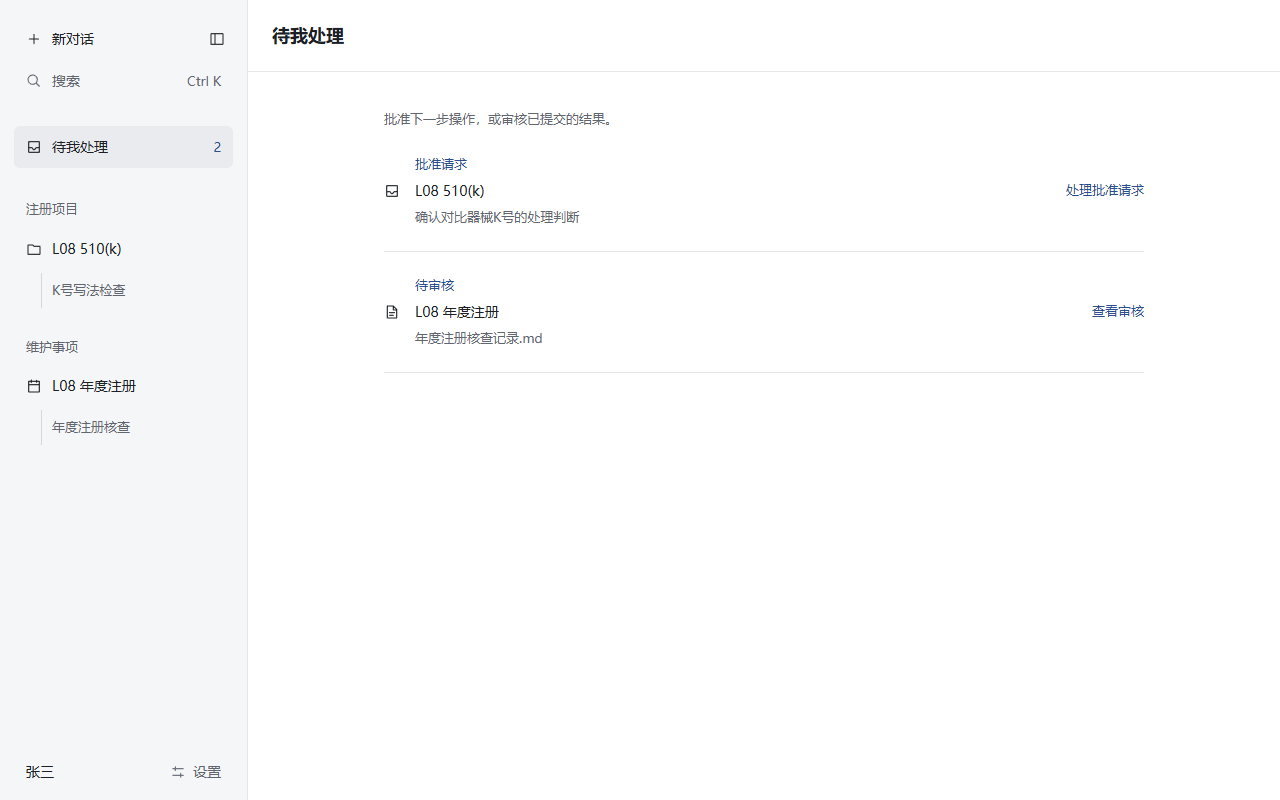 新对话
搜索 Ctrl K
待我处理 2
注册项目
L08 510(k)
K号写法检查
维护事项
L08 年度注册
年度注册核查
张三 设置
待我处理
批准下一步操作，或审核已提交的结果。
批准请求
L08 510(k) 处理批准请求
确认对比器械K号的处理判断
待审核
L08 年度注册 查看审核
年度注册核查记录.md